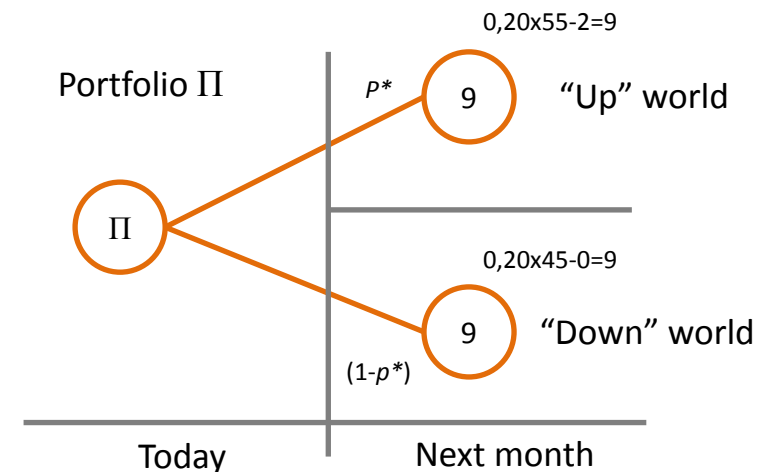 0,20x55-2=9
Portfolio Π
P*
9
“Up” world
Π
0,20x45-0=9
9
“Down” world
(1-p*)
Today
Next month